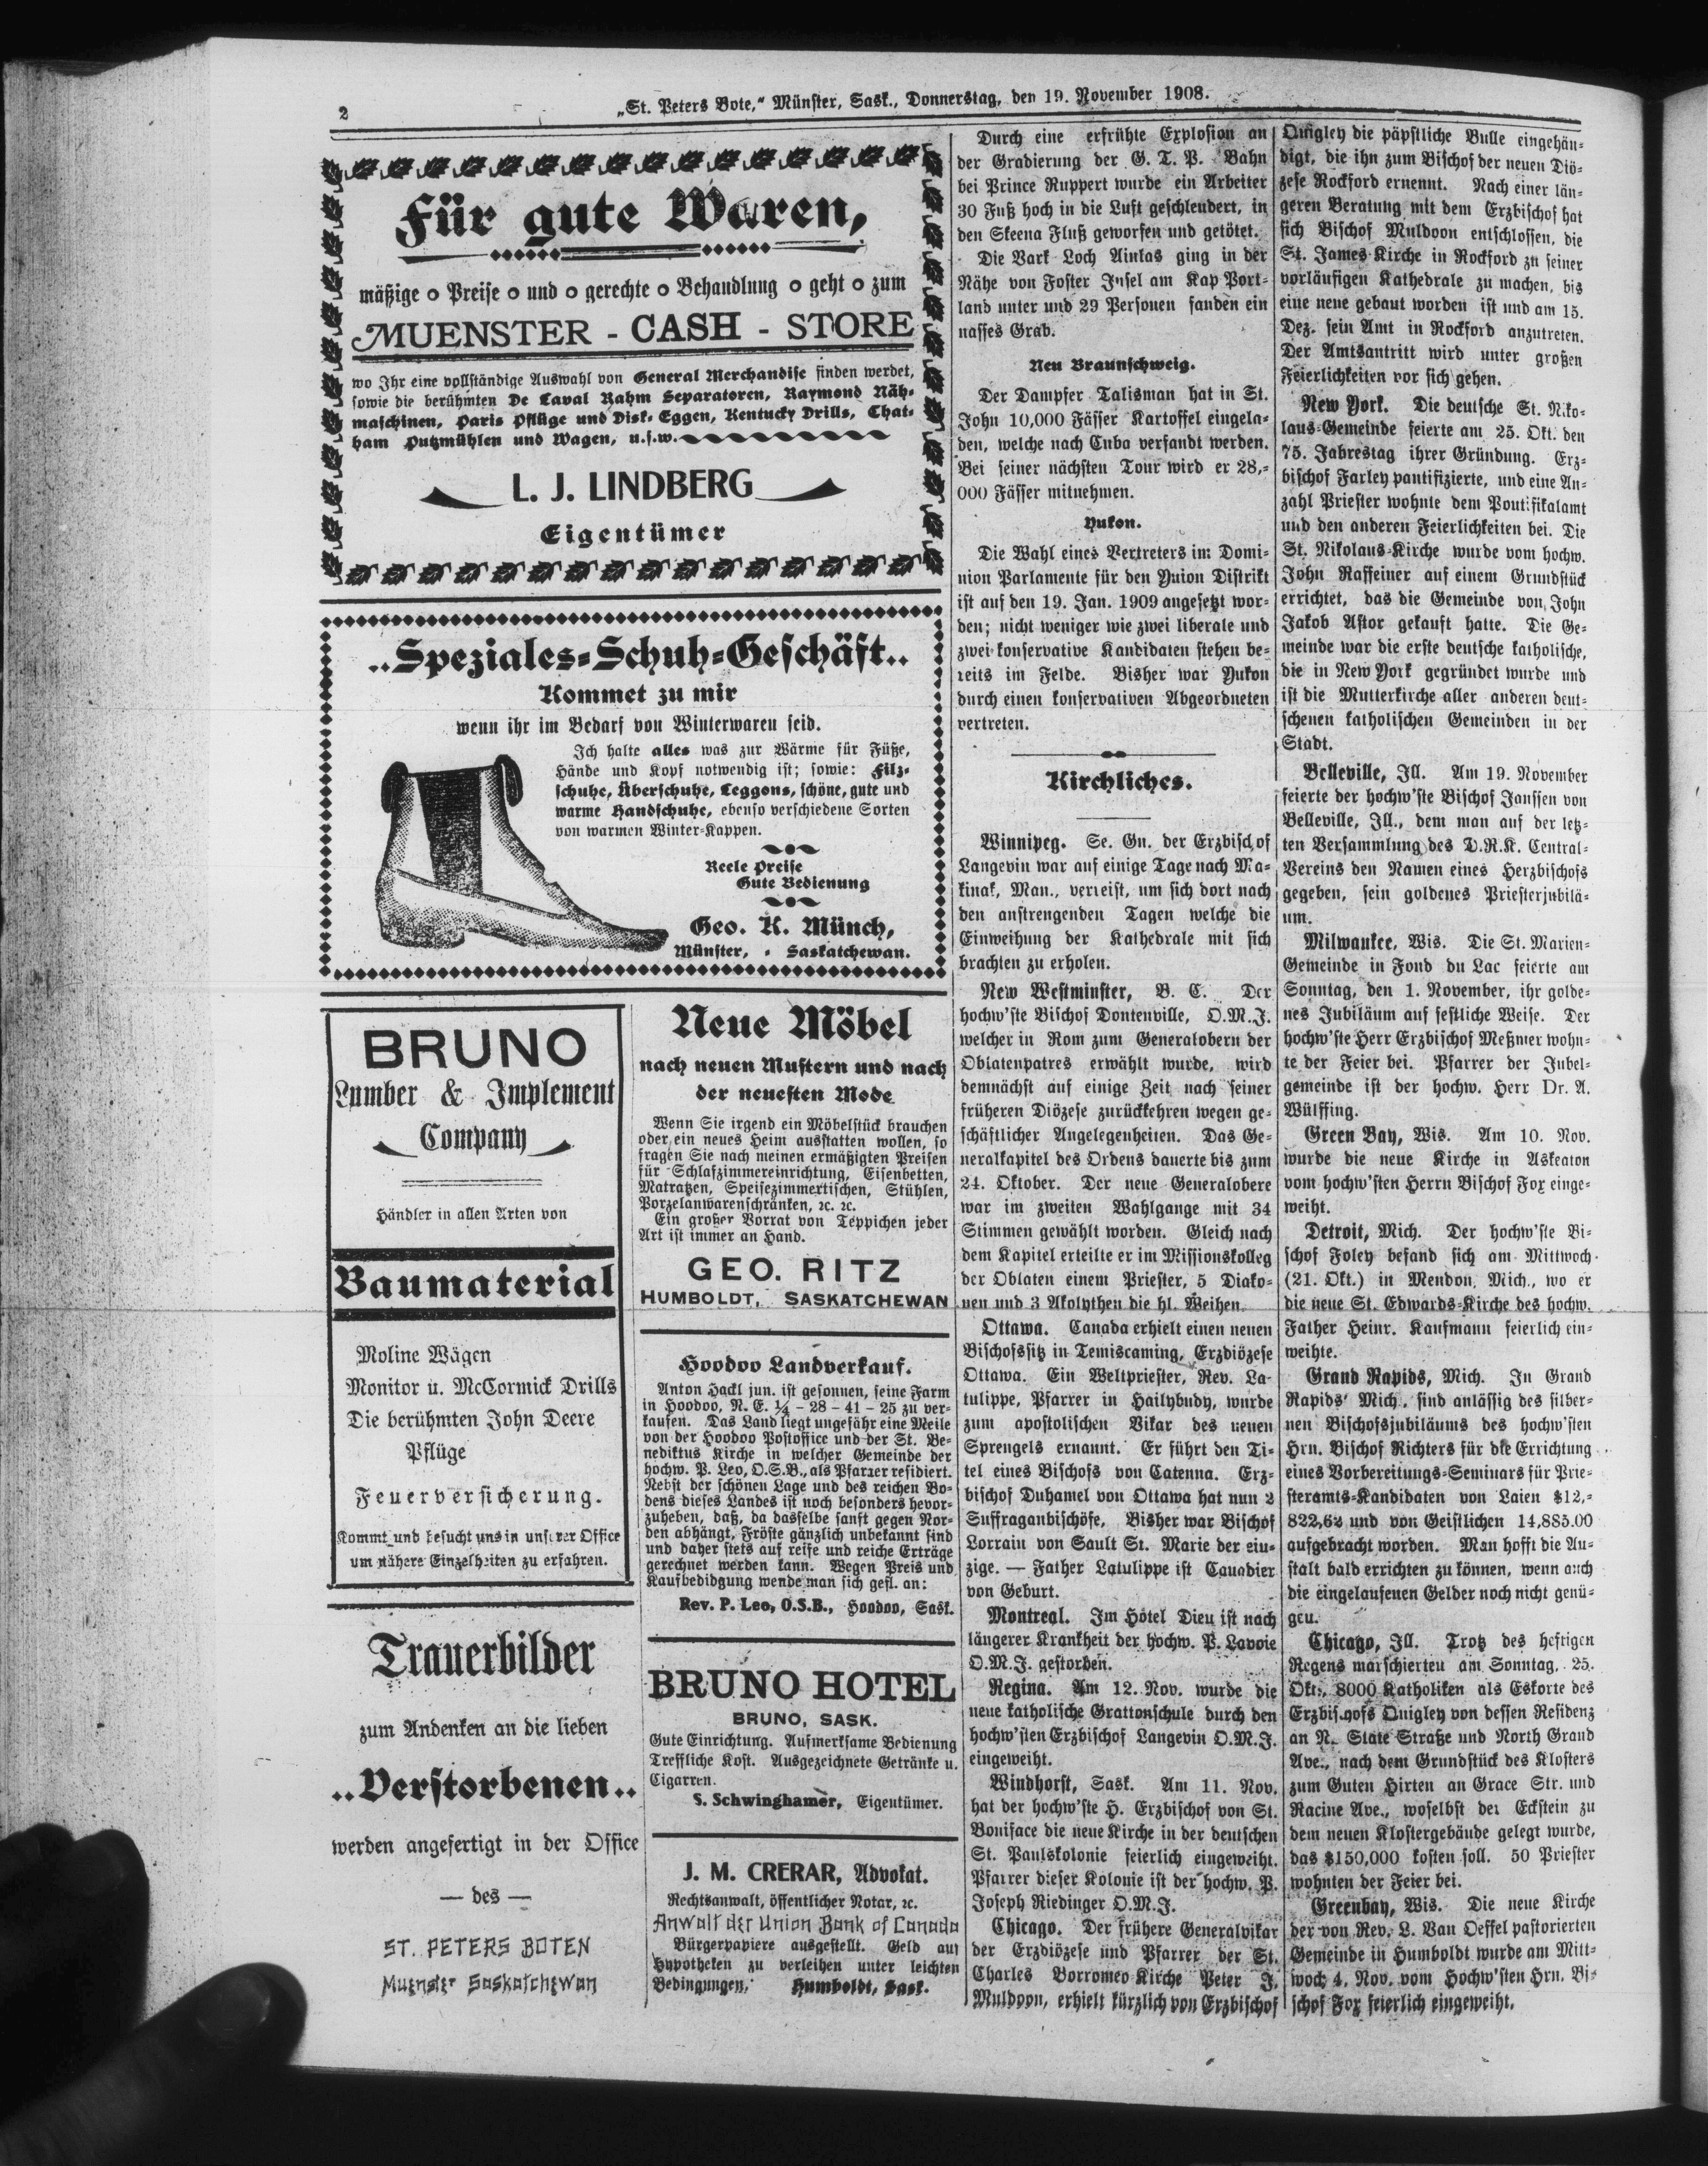 2
„St. Peters Bote,“ Münster, Sask., Donnerstag, den 19. November 1908.
Für gute Waren,
mäßige o Preise o und o gerechte o Behandlung o geht o zum
MUENSTER - CASH - STORE
wo Ihr eine vollständige Auswahl von General Merchandise finden werdet,
sowie die berühmten De Laval Rahm Separatoren, Raymond Näh-
maschinen, Paris Pflüge und Disk-Eggen, Kentucky Drills, Chat-
ham Putzmühlen und Wagen, u.s.w.
L. J. LINDBERG
Eigentümer
..Speziales-Schuh-Geschäft..
Kommet zu mir
wenn ihr im Bedarf von Winterwaren seid.
Ich halte alles was zur Wärme für Füße,
Hände und Kopf notwendig ist; sowie: Filz-
schuhe, Überschuhe, Leggons, schöne, gute und
warme Handschuhe, ebenso verschiedene Sorten
von warmen Winter-Kappen.
Reele Preise
Gute Bedienung
Geo. K. Münch,
Münster, - Saskatchewan.
BRUNO
Lumber & Implement
Company
Händler in allen Arten von
Baumaterial
Moline Wägen
Monitor u. McCormick Drills
Die berühmten John Deere
Pflüge
Feuerversicherung.
Kommt und besucht uns in unserer Office
um nähere Einzelheiten zu erfahren.
Trauerbilder
zum Andenken an die lieben
..Verstorbenen..
werden angefertigt in der Office
— des —
ST. PETERS BOTEN
Muenster Saskatchewan
Neue Möbel
nach neuen Mustern und nach
der neuesten Mode
Wenn Sie irgend ein Möbelstück brauchen
oder ein neues Heim ausstatten wollen, so
fragen Sie nach meinen ermäßigten Preisen
für Schlafzimmereinrichtung, Eisenbetten,
Matratzen, Speisezimmertischen, Stühlen,
Porzelanwarenschränken, ꝛc. ꝛc.
Ein großer Vorrat von Teppichen jeder
Art ist immer an Hand.
GEO. RITZ
HUMBOLDT, SASKATCHEWAN
Hoodoo Landverkauf.
Anton Hackl jun. ist gesonnen, seine Farm
in Hoodoo, N. E. ¼ – 28 – 41 – 25 zu ver-
kaufen. Das Land liegt ungefähr eine Meile
von der Hoodoo Postoffice und der St. Be-
nediktus Kirche in welcher Gemeinde der
hochw. P. Leo, O.S.B., als Pfarrer residiert.
Nebst der schönen Lage und des reichen Bo-
dens dieses Landes ist noch besonders hevor-
zuheben, daß, da dasselbe sanft gegen Nor-
den abhängt, Fröste gänzlich unbekannt sind
und daher stets auf reife und reiche Erträge
gerechnet werden kann. Wegen Preis und
Kaufbedidgung wende man sich gefl. an:
Rev. P. Leo, O.S.B., Hoodoo, Sask.
BRUNO HOTEL
BRUNO, SASK.
Gute Einrichtung. Aufmerksame Bedienung
Treffliche Kost. Ausgezeichnete Getränke u.
Cigarren.
S. Schwinghamer, Eigentümer.
J. M. CRERAR, Advokat.
Rechtsanwalt, öffentlicher Notar, ꝛc.
Anwalt der Union Bank of Canada
Bürgerpapiere ausgestellt. Geld auf
Hypotheken zu verleihen unter leichten
Bedingungen, Humboldt, Sask.
Durch eine erfrühte Explosion an
der Gradierung der G. T. P. Bahn
bei Prince Ruppert wurde ein Arbeiter
30 Fuß hoch in die Luft geschleudert, in
den Skeena Fluß geworfen und getötet.
Die Bark Loch Ainlas ging in der
Nähe von Foster Insel am Kap Port-
land unter und 29 Personen fanden ein
nasses Grab.
Neu Braunschweig.
Der Dampfer Talisman hat in St.
John 10,000 Fässer Kartoffel eingela-
den, welche nach Cuba versandt werden.
Bei seiner nächsten Tour wird er 28,-
000 Fässer mitnehmen.
Yukon.
Die Wahl eines Vertreters im Domi-
nion Parlamente für den Yuion Distrikt
ist auf den 19. Jan. 1909 angesetzt wor-
den; nicht weniger wie zwei liberale und
zwei konservative Kandidaten stehen be-
reits im Felde. Bisher war Yukon
durch einen konservativen Abgeordneten
vertreten.
Kirchliches.
Winnipeg. Se. Gn. der Erzbischof
Langevin war auf einige Tage nach Ma-
kinak, Man., verreist, um sich dort nach
den anstrengenden Tagen welche die
Einweihung der Kathedrale mit sich
brachten zu erholen.
New Westminster, B. C. Der
hochw'ste Bischof Dontenville, O.M.J.
welcher in Rom zum Generalobern der
Oblatenpatres erwählt wurde, wird
demnächst auf einige Zeit nach seiner
früheren Diözese zurückkehren wegen ge-
schäftlicher Angelegenheiten. Das Ge-
neralkapitel des Ordens dauerte bis zum
24. Oktober. Der neue Generalobere
war im zweiten Wahlgange mit 34
Stimmen gewählt worden. Gleich nach
dem Kapitel erteilte er im Missionskolleg
der Oblaten einem Priester, 5 Diako-
nen und 3 Akolythen die hl. Weihen.
Ottawa. Canada erhielt einen neuen
Bischofssitz in Temiscaming, Erzdiözese
Ottawa. Ein Weltpriester, Rev. La-
tulippe, Pfarrer in Hailybudy, wurde
zum apostolischen Vikar des neuen
Sprengels ernannt. Er führt den Ti-
tel eines Bischofs von Catenna. Erz-
bischof Duhamel von Ottawa hat nun 2
Suffraganbischöfe, Bisher war Bischof
Lorrain von Sault St. Marie der ein-
zige. — Father Latulippe ist Canadier
von Geburt.
Montreal. Im Hotel Dieu ist nach
längerer Krankheit der hochw. P. Lavoie
O.M.J. gestorben.
Regina. Am 12. Nov. wurde die
neue katholische Grattonschule durch den
hochw'sten Erzbischof Langevin O.M.J.
eingeweiht.
Windhorst, Sask. Am 11. Nov.
hat der hochw'ste H. Erzbischof von St.
Boniface die neue Kirche in der deutschen
St. Paulskolonie feierlich eingeweiht.
Pfarrer dieser Kolonie ist der hochw. P.
Joseph Riedinger O.M.J.
Chicago. Der frühere Generalvikar
der Erzdiözese und Pfarrer der St.
Charles Borromeo Kirche Peter J.
Muldoon, erhielt kürzlich von Erzbischof
Quigley die päpstliche Bulle eingehän-
digt, die ihn zum Bischof der neuen Diö-
zese Rockford ernennt. Nach einer län-
geren Beratung mit dem Erzbischof hat
sich Bischof Muldoon entschlossen, die
St. James Kirche in Rockford zu seiner
vorläufigen Kathedrale zu machen, bis
eine neue gebaut worden ist und am 15.
Dez. sein Amt in Rockford anzutreten.
Der Amtsantritt wird unter großen
Feierlichkeiten vor sich gehen.
New York. Die deutsche St. Niko-
laus-Gemeinde feierte am 25. Okt. den
75. Jahrestag ihrer Gründung. Erz-
bischof Farley pantifizierte, und eine An-
zahl Priester wohnte dem Pontifikalamt
und den anderen Feierlichkeiten bei. Die
St. Nikolaus-Kirche wurde vom hochw.
John Raffeiner auf einem Grundstück
errichtet, das die Gemeinde von John
Jakob Astor gekauft hatte. Die Ge-
meinde war die erste deutsche katholische,
die in New York gegründet wurde und
ist die Mutterkirche aller anderen deut-
schenen katholischen Gemeinden in der
Stadt.
Belleville, Ill. Am 19. November
feierte der hochw'ste Bischof Janssen von
Belleville, Ill., dem man auf der letz-
ten Versammlung des D.R.K. Central-
Vereins den Namen eines Herzbischofs
gegeben, sein goldenes Priesterjubilä-
um.
Milwaukee, Wis. Die St. Marien-
Gemeinde in Fond du Lac feierte am
Sonntag, den 1. November, ihr golde-
nes Jubiläum auf festliche Weise. Der
hochw'ste Herr Erzbischof Meßmer wohn-
te der Feier bei. Pfarrer der Jubel-
gemeinde ist der hochw. Herr Dr. A.
Wülffing.
Green Bay, Wis. Am 10. Nov.
wurde die neue Kirche in Askeaton
vom hochw'sten Herrn Bischof Fox einge-
weiht.
Detroit, Mich. Der hochw'ste Bi-
schof Foley befand sich am Mittwoch
(21. Okt.) in Mendon, Mich., wo er
die neue St. Edwards-Kirche des hochw.
Father Heinr. Kaufmann feierlich ein-
weihte.
Grand Rapids, Mich. In Grand
Rapids' Mich., sind anlässig des silber-
nen Bischofsjubiläums des hochw'sten
Hrn. Bischof Richters für die Errichtung
eines Vorbereitungs-Seminars für Prie-
steramts-Kandidaten von Laien $12,-
822,62 und von Geistlichen 14,885.00
aufgebracht worden. Man hofft die An-
stalt bald errichten zu können, wenn auch
die eingelaufenen Gelder noch nicht genü-
gen.
Chicago, Ill. Trotz des heftigen
Regens marschierten am Sonntag, 25.
Okt., 8000 Katholiken als Eskorte des
Erzbischofs Quigley von dessen Residenz
an N. State Straße und North Grand
Ave., nach dem Grundstück des Klosters
zum Guten Hirten an Grace Str. und
Racine Ave., woselbst der Eckstein zu
dem neuen Klostergebäude gelegt wurde,
das $150,000 kosten soll. 50 Priester
wohnten der Feier bei.
Greenbay, Wis. Die neue Kirche
der von Rev. L. Van Oeffel pastorierten
Gemeinde in Humboldt wurde am Mitt-
woch 4. Nov. vom Hochw'sten Hrn. Bi-
schof Fox feierlich eingeweiht.